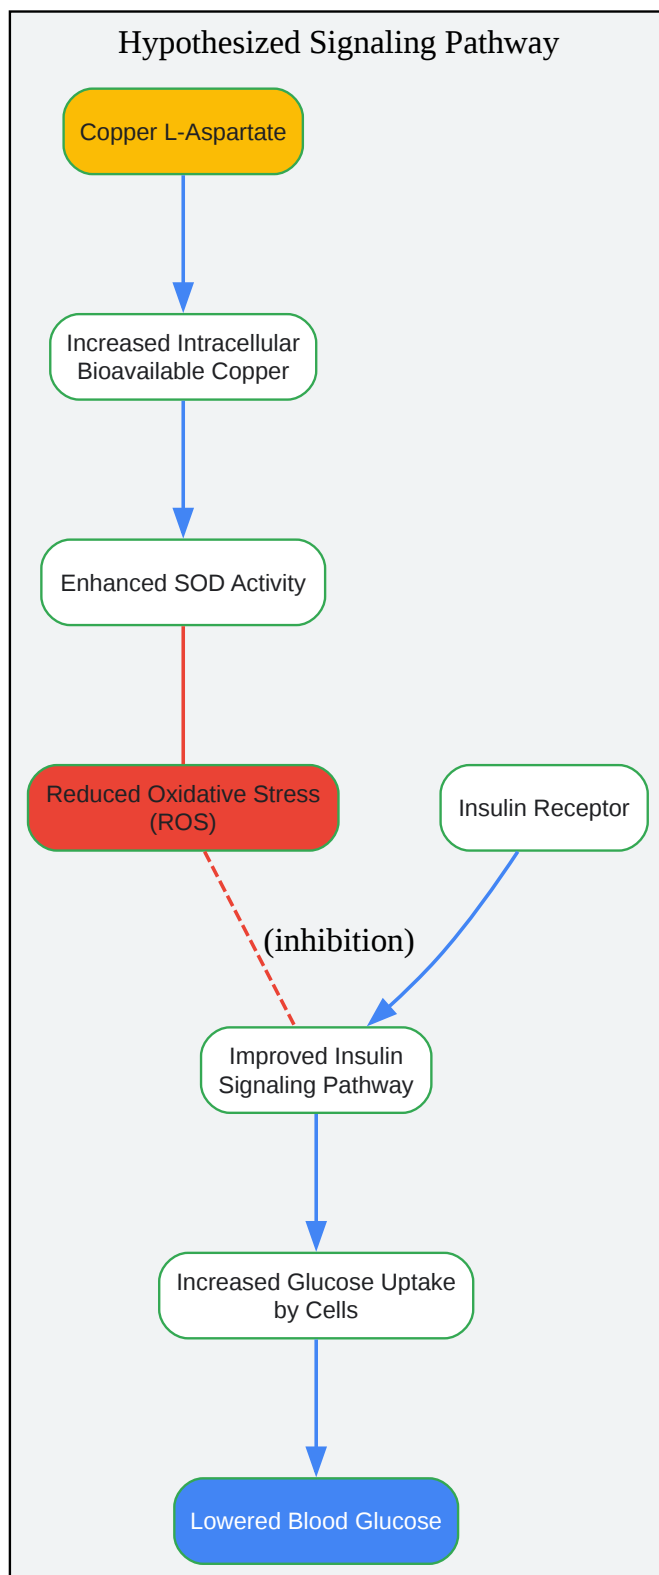 Hypothesized Signaling Pathway
Copper L-Aspartate
Increased Intracellular
Bioavailable Copper
Enhanced SOD Activity
Reduced Oxidative Stress
(ROS)
Insulin Receptor
(inhibition)
Improved Insulin
Signaling Pathway
Increased Glucose Uptake
by Cells
Lowered Blood Glucose